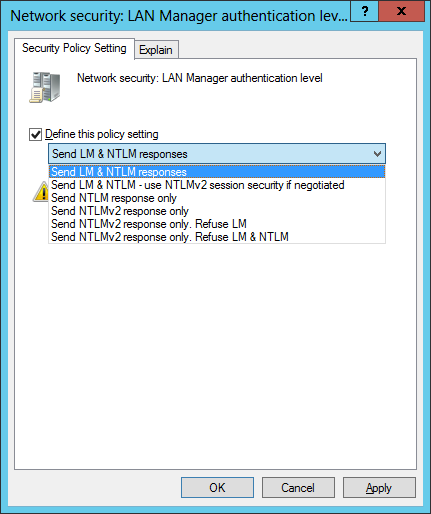 Network security: LAN Manager authentication lev...
?
x
Security Policy Setting
Explain
Network security: LAN Manager authentication level
Define this policy setting
Send LM & NTLM responses
Send LM & NTLM responses
Send LM & NTLM - use NTLMv2 session security if negotiated
Send NTLM response only
Send NTLMv2 response only
Send NTLMv2 response only. Refuse LM
Send NTLMv2 response only. Refuse LM & NTLM
OK
Cancel
Apply